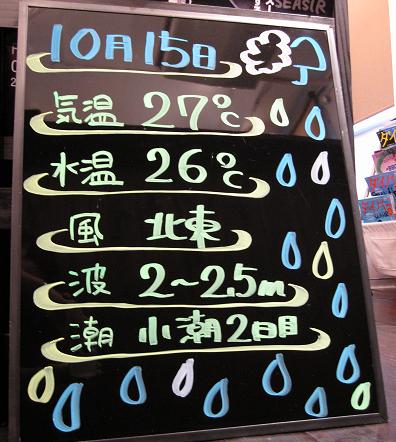 SEASIR
10月15日
気温 27℃
水温 26℃
風 北東
波 2～2.5m
潮 小潮2日目